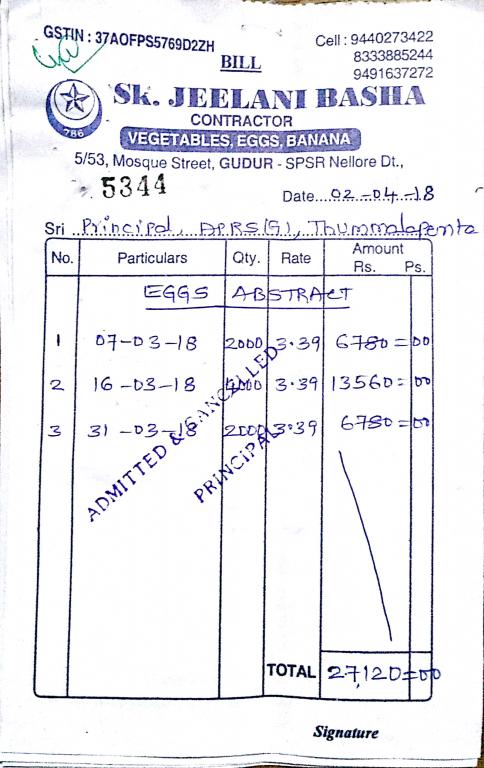 GSTIN : 37AOFPS5769D2ZH
Cell : 9440273422
8333885244
9491637272
BILL
786
Sk. JEELANI BASHA
CONTRACTOR
VEGETABLES, EGGS, BANANA
5/53, Mosque Street, GUDUR - SPSR Nellore Dt.,
5344
Date....02-04-18
Sri Principal, APRS(G), Thummalapenta
No. Particulars Qty. Rate Amount Rs. Ps.
EGGS ABSTRACT
1 07-03-18 2000 3.39 6780=00
2 16-03-18 4000 3.39 13560=00
3 31-03-18 2000 3.39 6780=00
ADMITTED & CANCELLED
PRINCIPAL
TOTAL 27,120=00
Signature